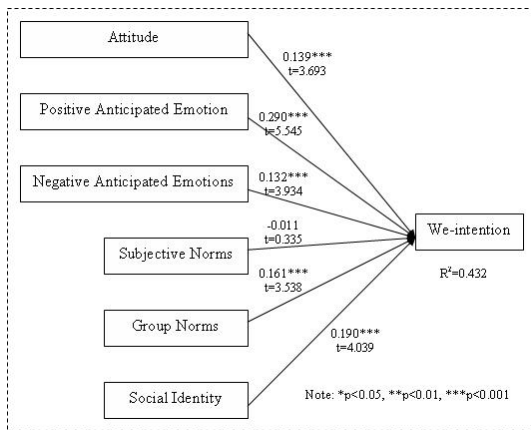 Attitude
0.139***
t=3.693
Positive Anticipated Emotion
0.290***
t=5.545
Negative Anticipated Emotions
0.132***
t=3.934
We-intention
-0.011
t=0.335
Subjective Norms
R²=0.432
0.161***
t=3.538
Group Norms
0.190***
t=4.039
Social Identity
Note: *p<0.05, **p<0.01, ***p<0.001